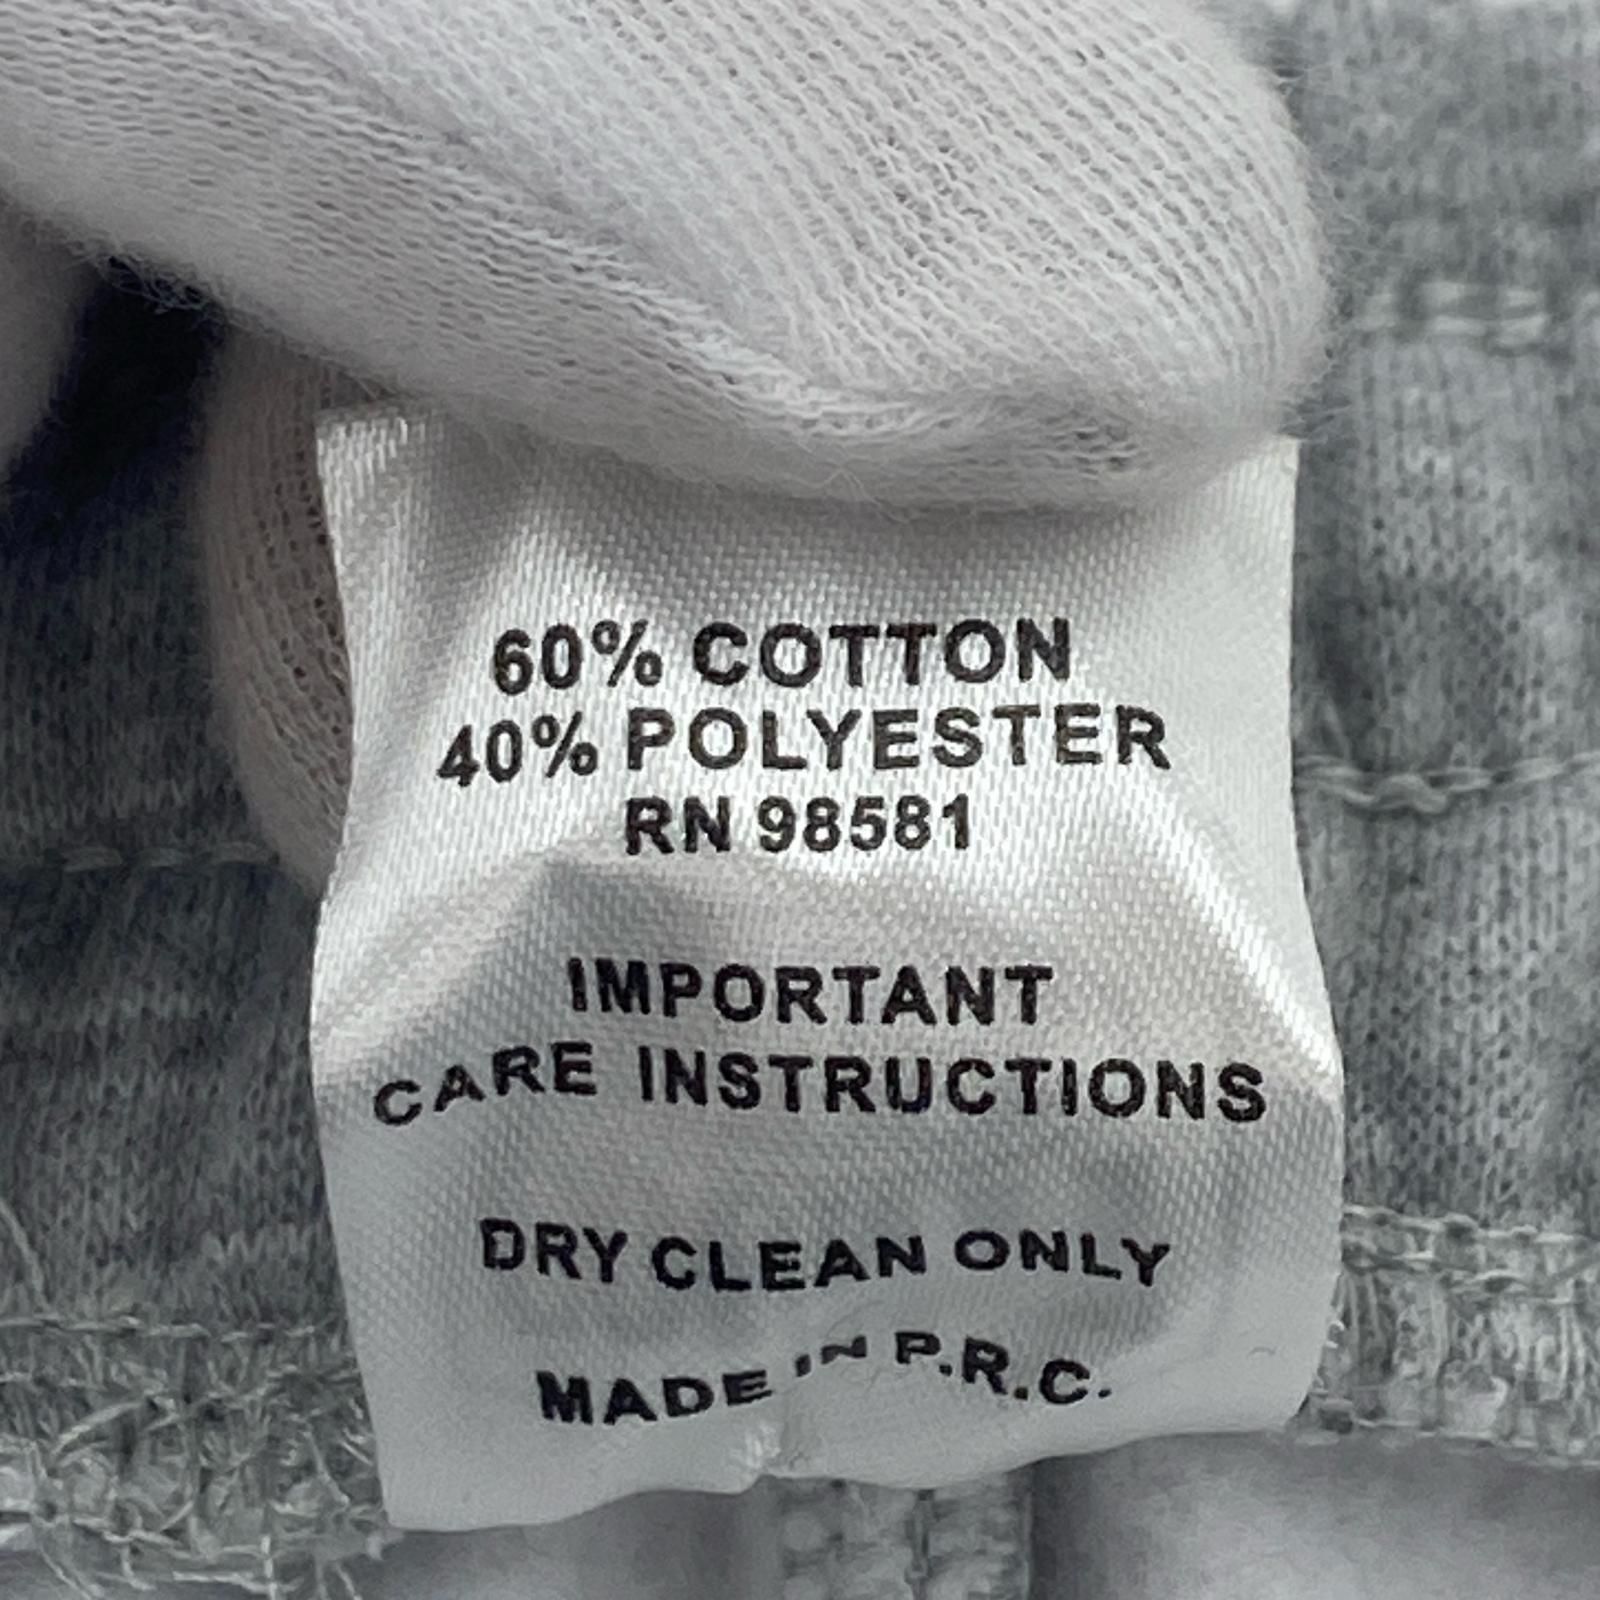 60% COTTON
40% POLYESTER
RN 98581
IMPORTANT
CARE INSTRUCTIONS
DRY CLEAN ONLY
MADE IN P.R.C.